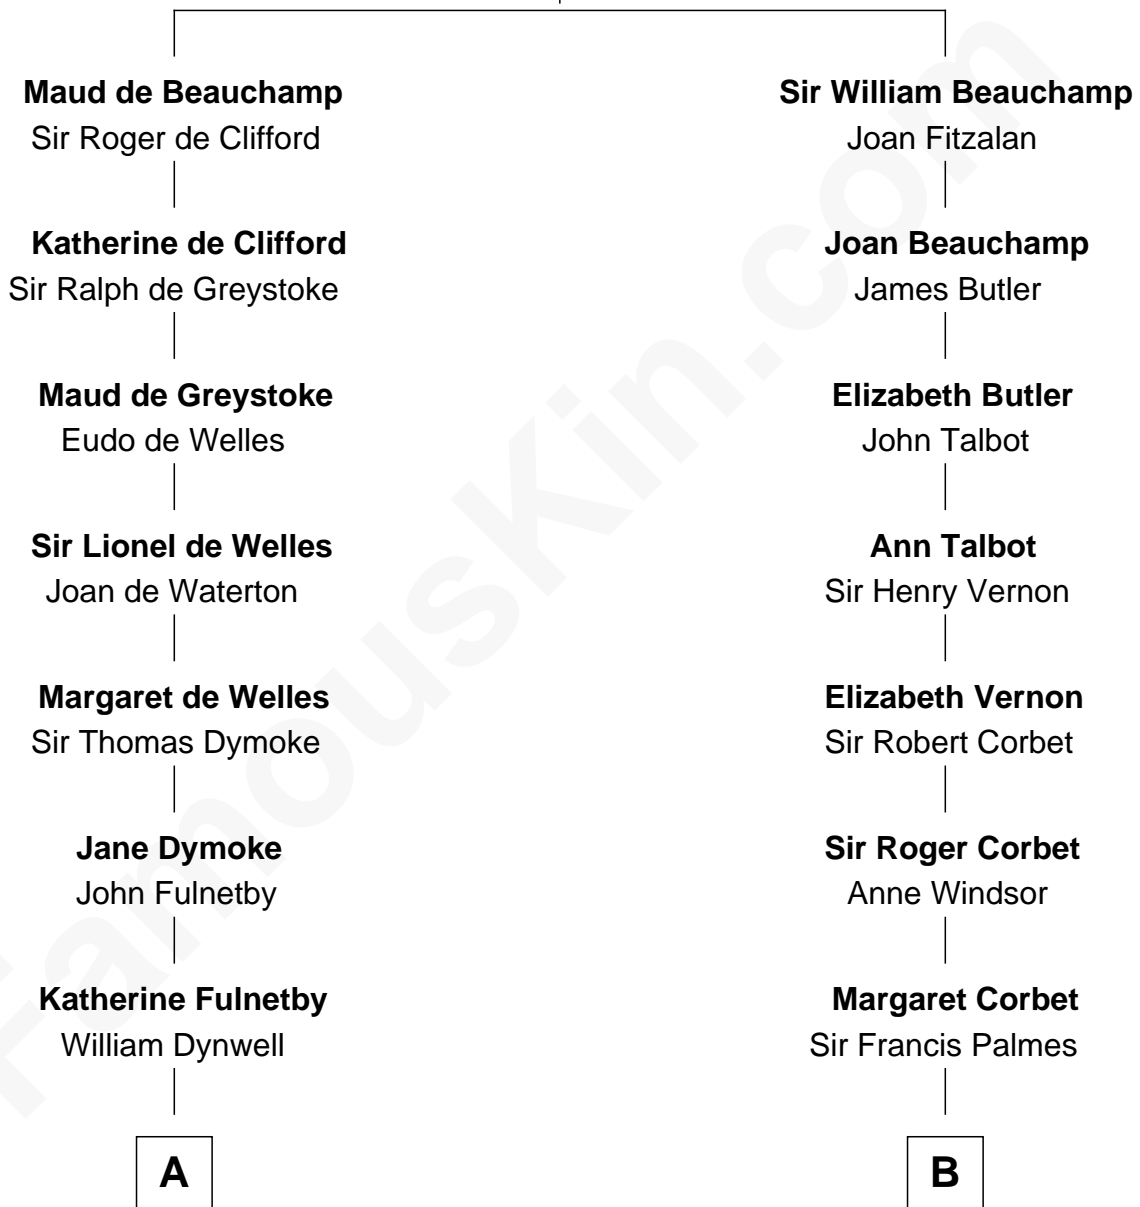 Maud de Beauchamp
Sir Roger de Clifford
Katherine de Clifford
Sir Ralph de Greystoke
Maud de Greystoke
Eudo de Welles
Sir Lionel de Welles
Joan de Waterton
Margaret de Welles
Sir Thomas Dymoke
Jane Dymoke
John Fulnetby
Katherine Fulnetby
William Dynwell
A
Sir William Beauchamp
Joan Fitzalan
Joan Beauchamp
James Butler
Elizabeth Butler
John Talbot
Ann Talbot
Sir Henry Vernon
Elizabeth Vernon
Sir Robert Corbet
Sir Roger Corbet
Anne Windsor
Margaret Corbet
Sir Francis Palmes
B
FamousKin.com